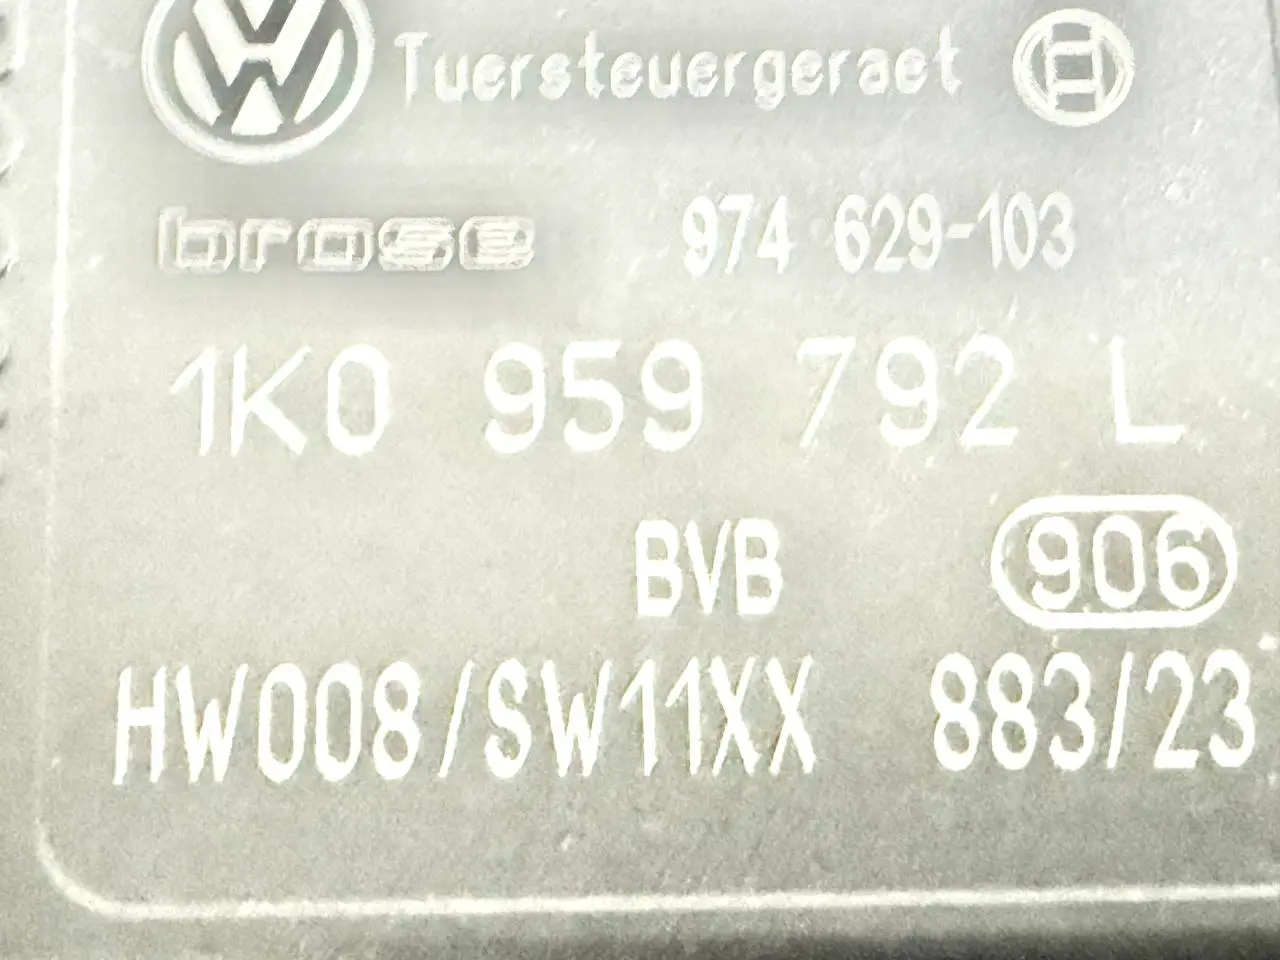 Tuersteuergeraet
brose 974 629-103
1K0 959 792 L
BVB 906
HW008/SW11XX 883/23